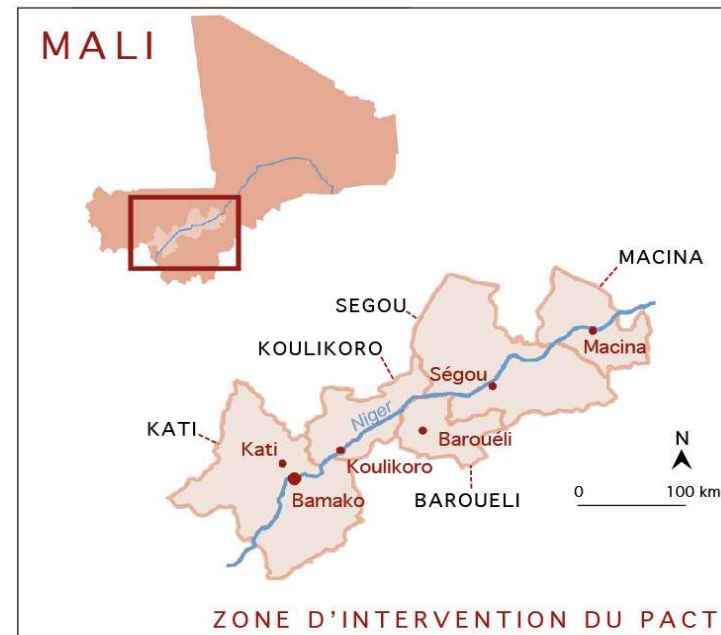 MALI
MACINA
SEGOU
KOULIKORO
Macina
Ségou
Niger
KATI
Barouéli
Kati
Koulikoro
N
BAROUELI
Bamako
0 100 km
ZONE D'INTERVENTION DU PACT